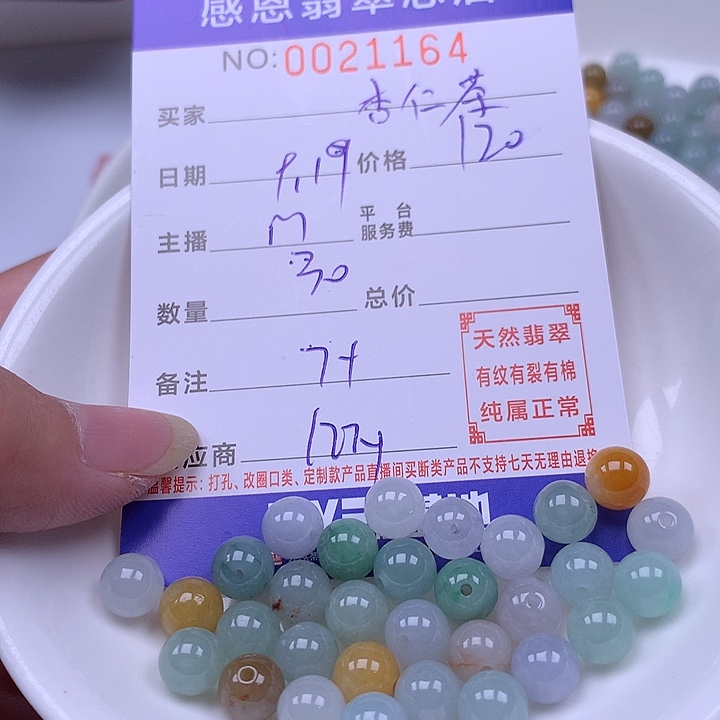 感恩翡翠总店
NO:0021164
买家 杏仁茶
日期 9.19 价格 120
主播 M 平台服务费
数量 30 总价
备注 7+
应商 127y
天然翡翠
有纹有裂有棉
纯属正常
温馨提示：打孔、改圈口类、定制款产品直播间买断类产品不支持七天无理由退换